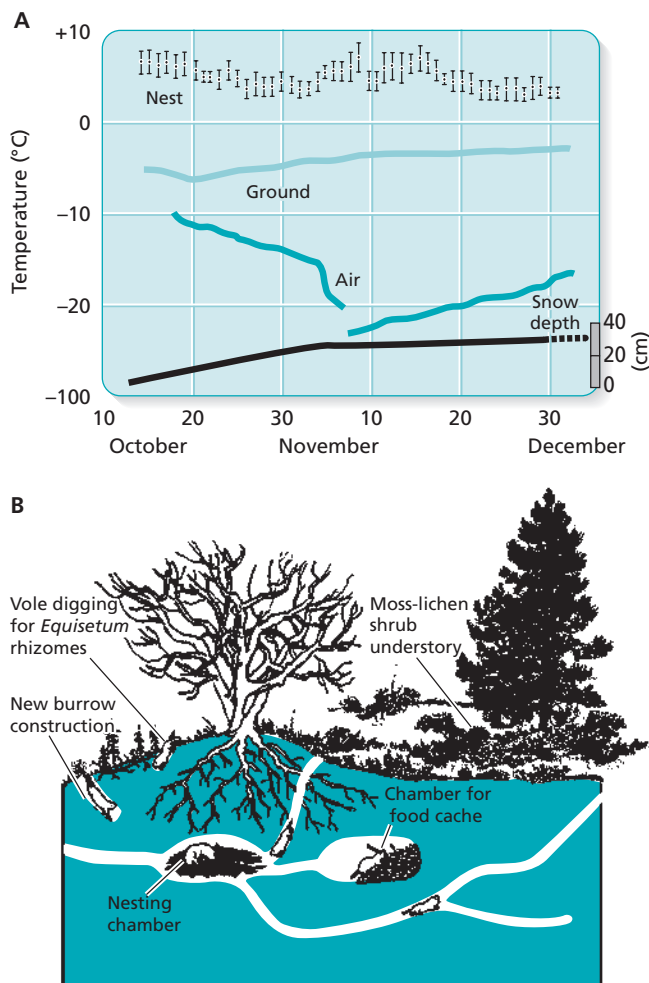 A
+10
0
−10
−20
−100
Temperature (°C)
Nest
Ground
Air
Snow
depth
40
20
0
(cm)
10
20
30
10
20
30
October
November
December
B
Vole digging
for Equisetum
rhizomes
New burrow
construction
Moss-lichen
shrub
understory
Chamber for
food cache
Nesting
chamber